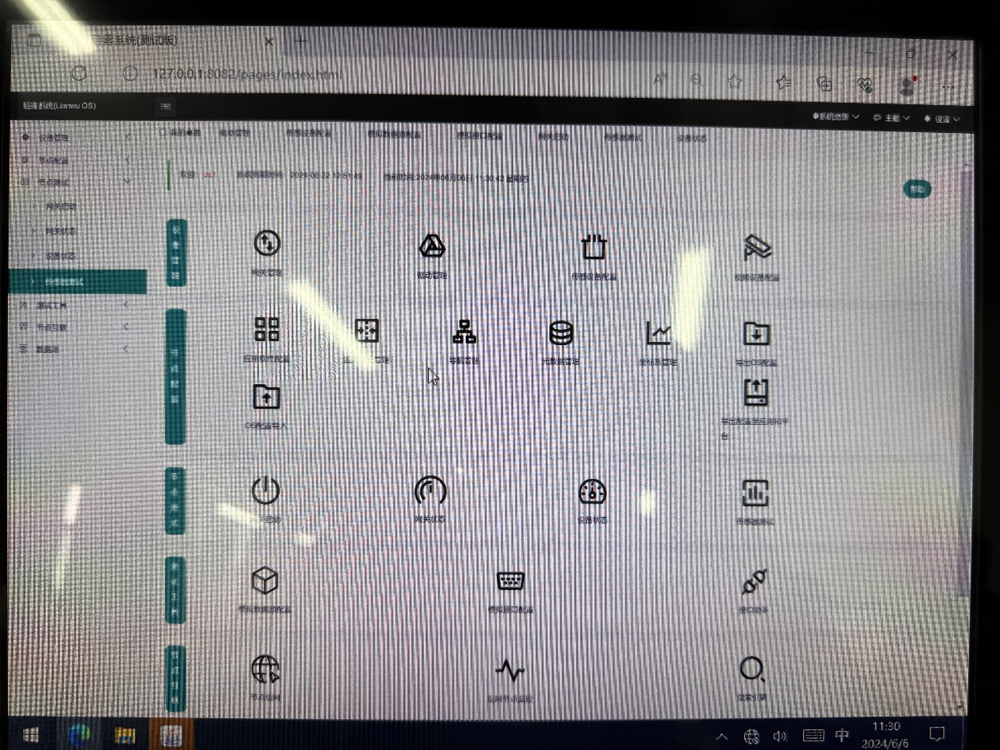 链雾系统(测试版)
127.0.0.1:8082/pages/index.html
链雾系统(Lianwu OS)
系统更新
主题
设置
我的桌面
驱动管理
传感设备配置
模拟数据源配置
模拟接口配置
网关启动
传感器测试
设备状态
设备管理
节点配置
节点测试
网关启动
网关状态
设备状态
传感器测试
测试工具
节点互联
数据湖
欢迎:
系统到期时间: 2024-06-22 12:51:49
当前时间:2024年06月06日 11:30:42 星期四
帮助
设备管理
网关管理
驱动管理
传感设备配置
视频设备配置
节点配置
应用软件配置
管理
导航管理
元数据管理
坐标系管理
导出OS配置
OS配置导入
导出配置至应用和平
台
节点测试
关启动
网关状态
设备状态
传感器测试
测试工具
模拟数据源配置
模拟接口配置
接口助手
节点互联
节点组网
组网节点监控
搜索引擎
中
11:30
2024/6/6